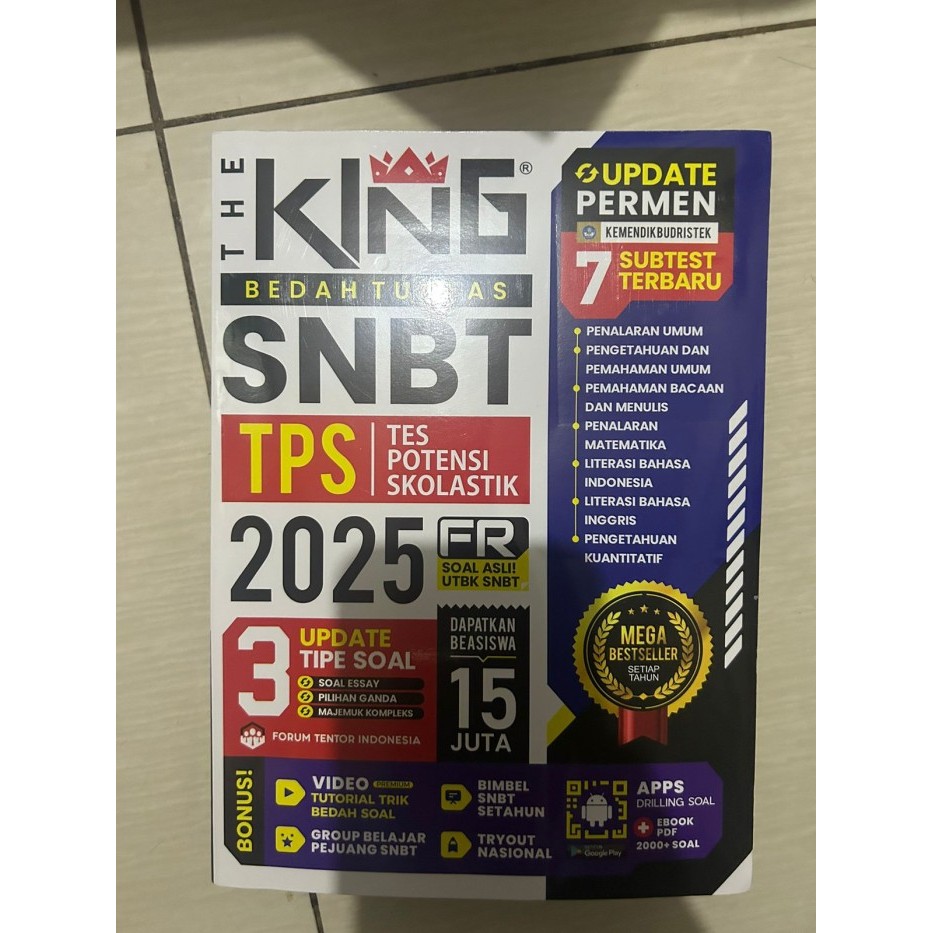 THE
KING®
BEDAH TUNTAS
SNBT
TPS
TES
POTENSI
SKOLASTIK
2025
FR
SOAL ASLI!
UTBK SNBT
3
UPDATE
TIPE SOAL
SOAL ESSAY
PILIHAN GANDA
MAJEMUK KOMPLEKS
FORUM TENTOR INDONESIA
DAPATKAN
BEASISWA
15
JUTA
UPDATE
PERMEN
KEMENDIKBUDRISTEK
7
SUBTEST
TERBARU
PENALARAN UMUM
PENGETAHUAN DAN
PEMAHAMAN UMUM
PEMAHAMAN BACAAN
DAN MENULIS
PENALARAN
MATEMATIKA
LITERASI BAHASA
INDONESIA
LITERASI BAHASA
INGGRIS
PENGETAHUAN
KUANTITATIF
MEGA
BESTSELLER
SETIAP
TAHUN
BONUS!
VIDEO PREMIUM
TUTORIAL TRIK
BEDAH SOAL
GROUP BELAJAR
PEJUANG SNBT
BIMBEL
SNBT
SETAHUN
TRYOUT
NASIONAL
Google Play
APPS
DRILLING SOAL
EBOOK
PDF
2000+ SOAL